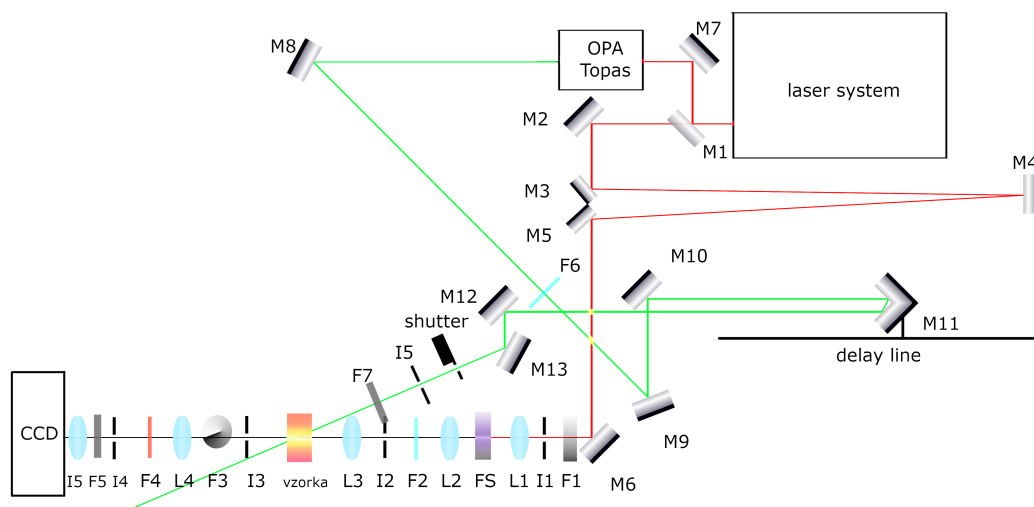 M8
OPA
Topas
M7
laser system
M2
M1
M3
M4
M5
F6
M10
M12
shutter
M11
I5
M13
delay line
F7
CCD
M9
I5
F5
I4
F4
L4
F3
I3
vzorka
L3
I2
F2
L2
FS
L1
I1
F1
M6